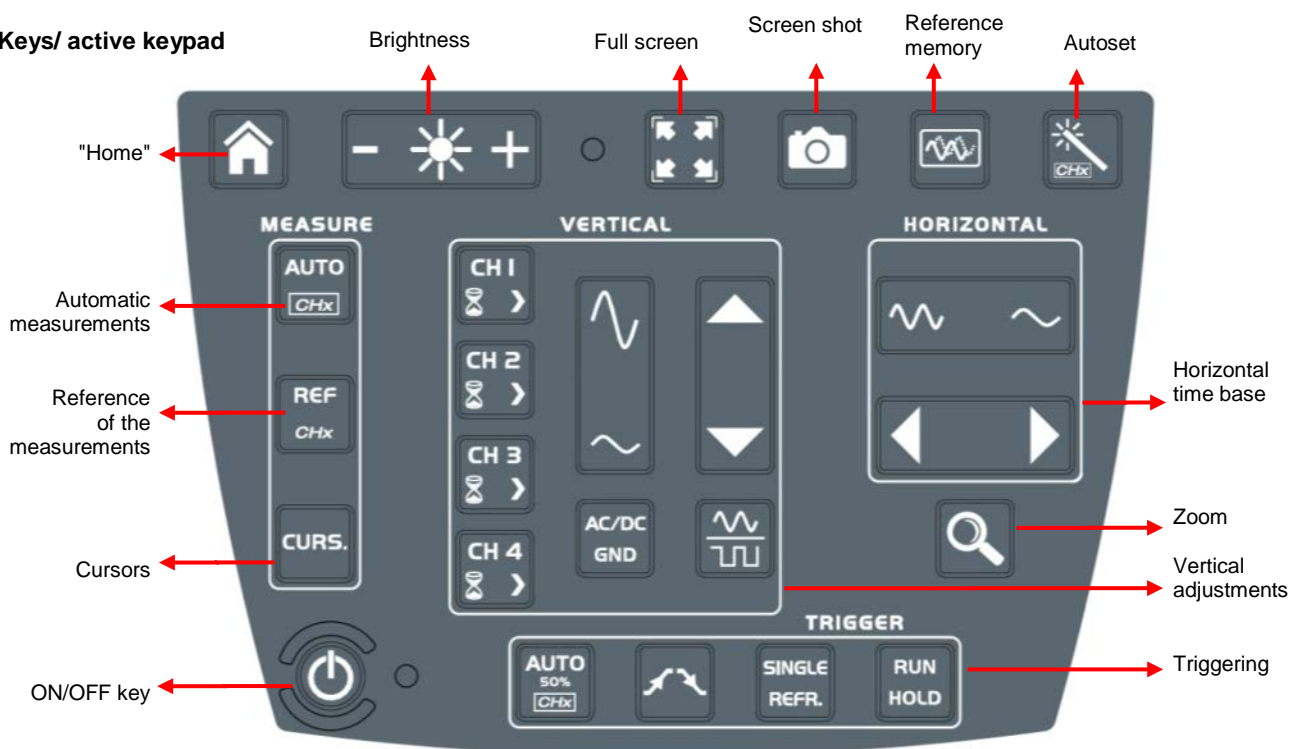 Keys/ active keypad
Brightness
Full screen
Screen shot
Reference
memory
Autoset
"Home"
- +
CHx
MEASURE
VERTICAL
HORIZONTAL
AUTO
CHx
CH 1
CH 2
CH 3
CH 4
Automatic
measurements
REF
CHx
Reference
of the
measurements
Horizontal
time base
CURS.
AC/DC
GND
Cursors
Zoom
Vertical
adjustments
TRIGGER
AUTO
50%
CHx
SINGLE
REFR.
RUN
HOLD
Triggering
ON/OFF key